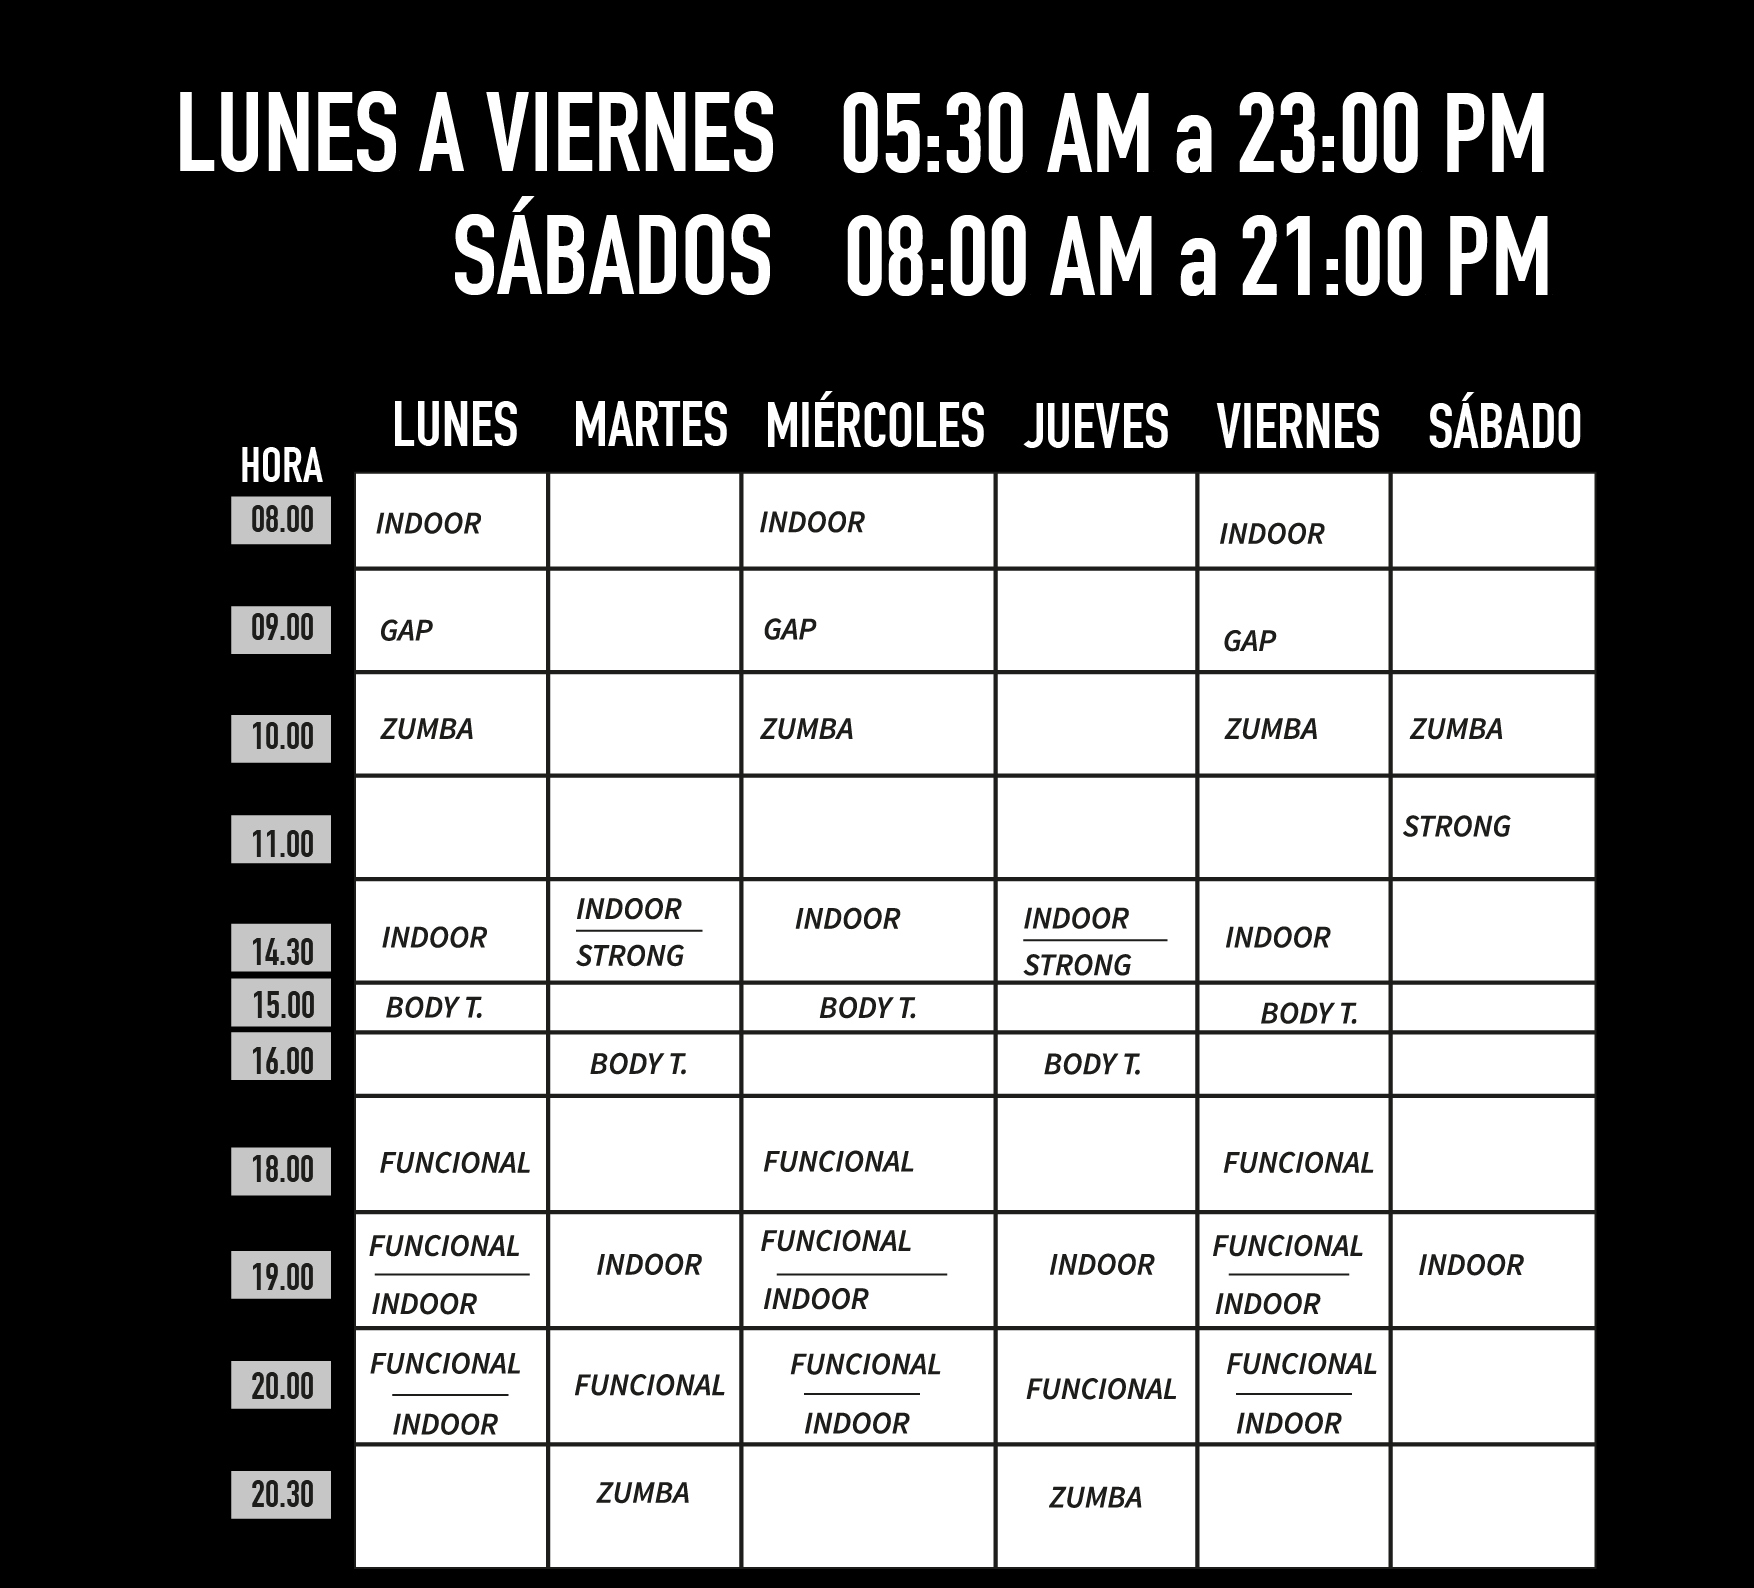 LUNES A VIERNES 05:30 AM a 23:00 PM
SÁBADOS 08:00 AM a 21:00 PM
HORA LUNES MARTES MIÉRCOLES JUEVES VIERNES SÁBADO
08.00 INDOOR INDOOR INDOOR
09.00 GAP GAP GAP
10.00 ZUMBA ZUMBA ZUMBA ZUMBA
11.00 STRONG
14.30 INDOOR INDOOR STRONG INDOOR INDOOR STRONG INDOOR
15.00 BODY T. BODY T. BODY T.
16.00 BODY T. BODY T.
18.00 FUNCIONAL FUNCIONAL FUNCIONAL
19.00 FUNCIONAL INDOOR INDOOR FUNCIONAL INDOOR INDOOR FUNCIONAL INDOOR INDOOR
20.00 FUNCIONAL INDOOR FUNCIONAL FUNCIONAL INDOOR FUNCIONAL FUNCIONAL INDOOR
20.30 ZUMBA ZUMBA